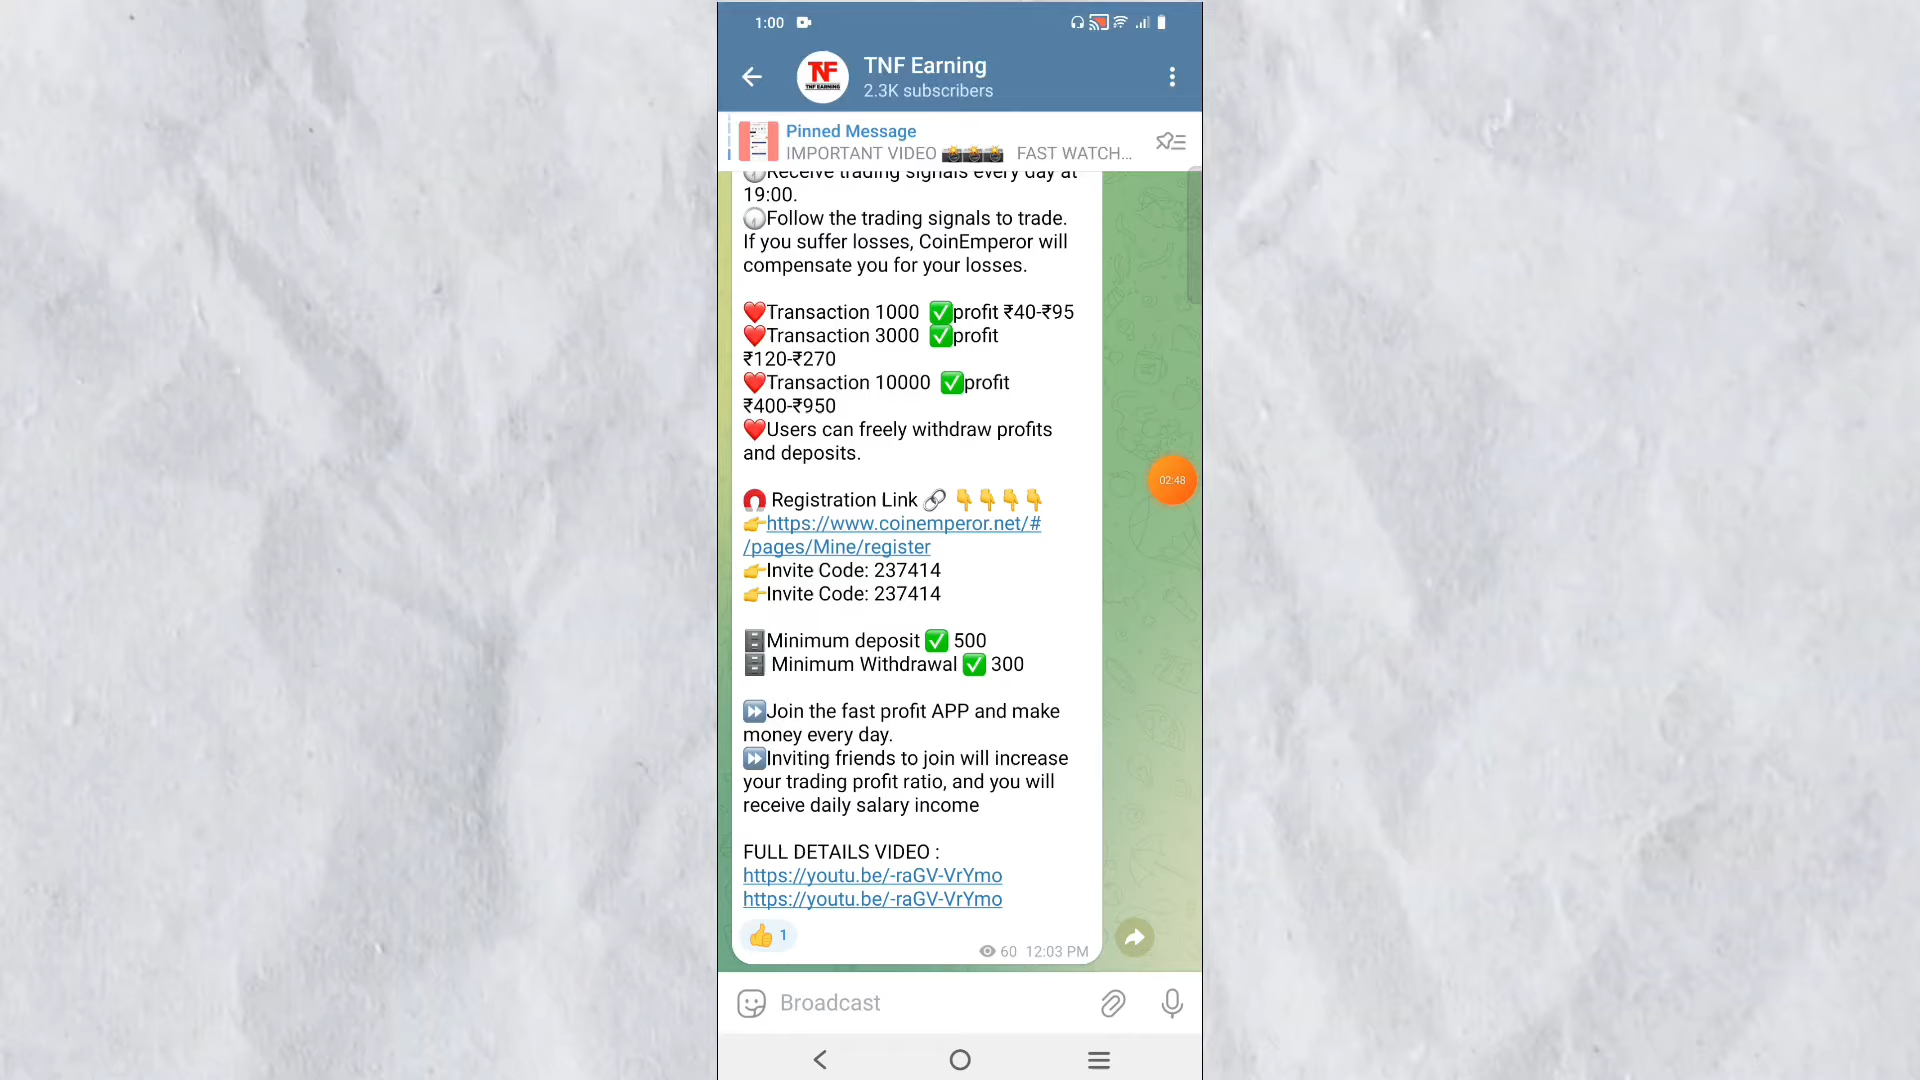 1:00
TNF
TNF EARNING
TNF Earning
2.3K subscribers
Pinned Message
IMPORTANT VIDEO 📸📸📸 FAST WATCH...
🕡Receive trading signals every day at
19:00.
🕡Follow the trading signals to trade.
If you suffer losses, CoinEmperor will
compensate you for your losses.
❤️Transaction 1000 ✅profit ₹40-₹95
❤️Transaction 3000 ✅profit
₹120-₹270
❤️Transaction 10000 ✅profit
₹400-₹950
❤️Users can freely withdraw profits
and deposits.
🧲 Registration Link 🔗 👇👇👇👇
👉https://www.coinemperor.net/#
/pages/Mine/register
👉Invite Code: 237414
👉Invite Code: 237414
🗄Minimum deposit ✅ 500
🗄 Minimum Withdrawal ✅ 300
⏩Join the fast profit APP and make
money every day.
⏩Inviting friends to join will increase
your trading profit ratio, and you will
receive daily salary income
FULL DETAILS VIDEO :
https://youtu.be/-raGV-VrYmo
https://youtu.be/-raGV-VrYmo
👍 1
60 12:03 PM
02:48
Broadcast